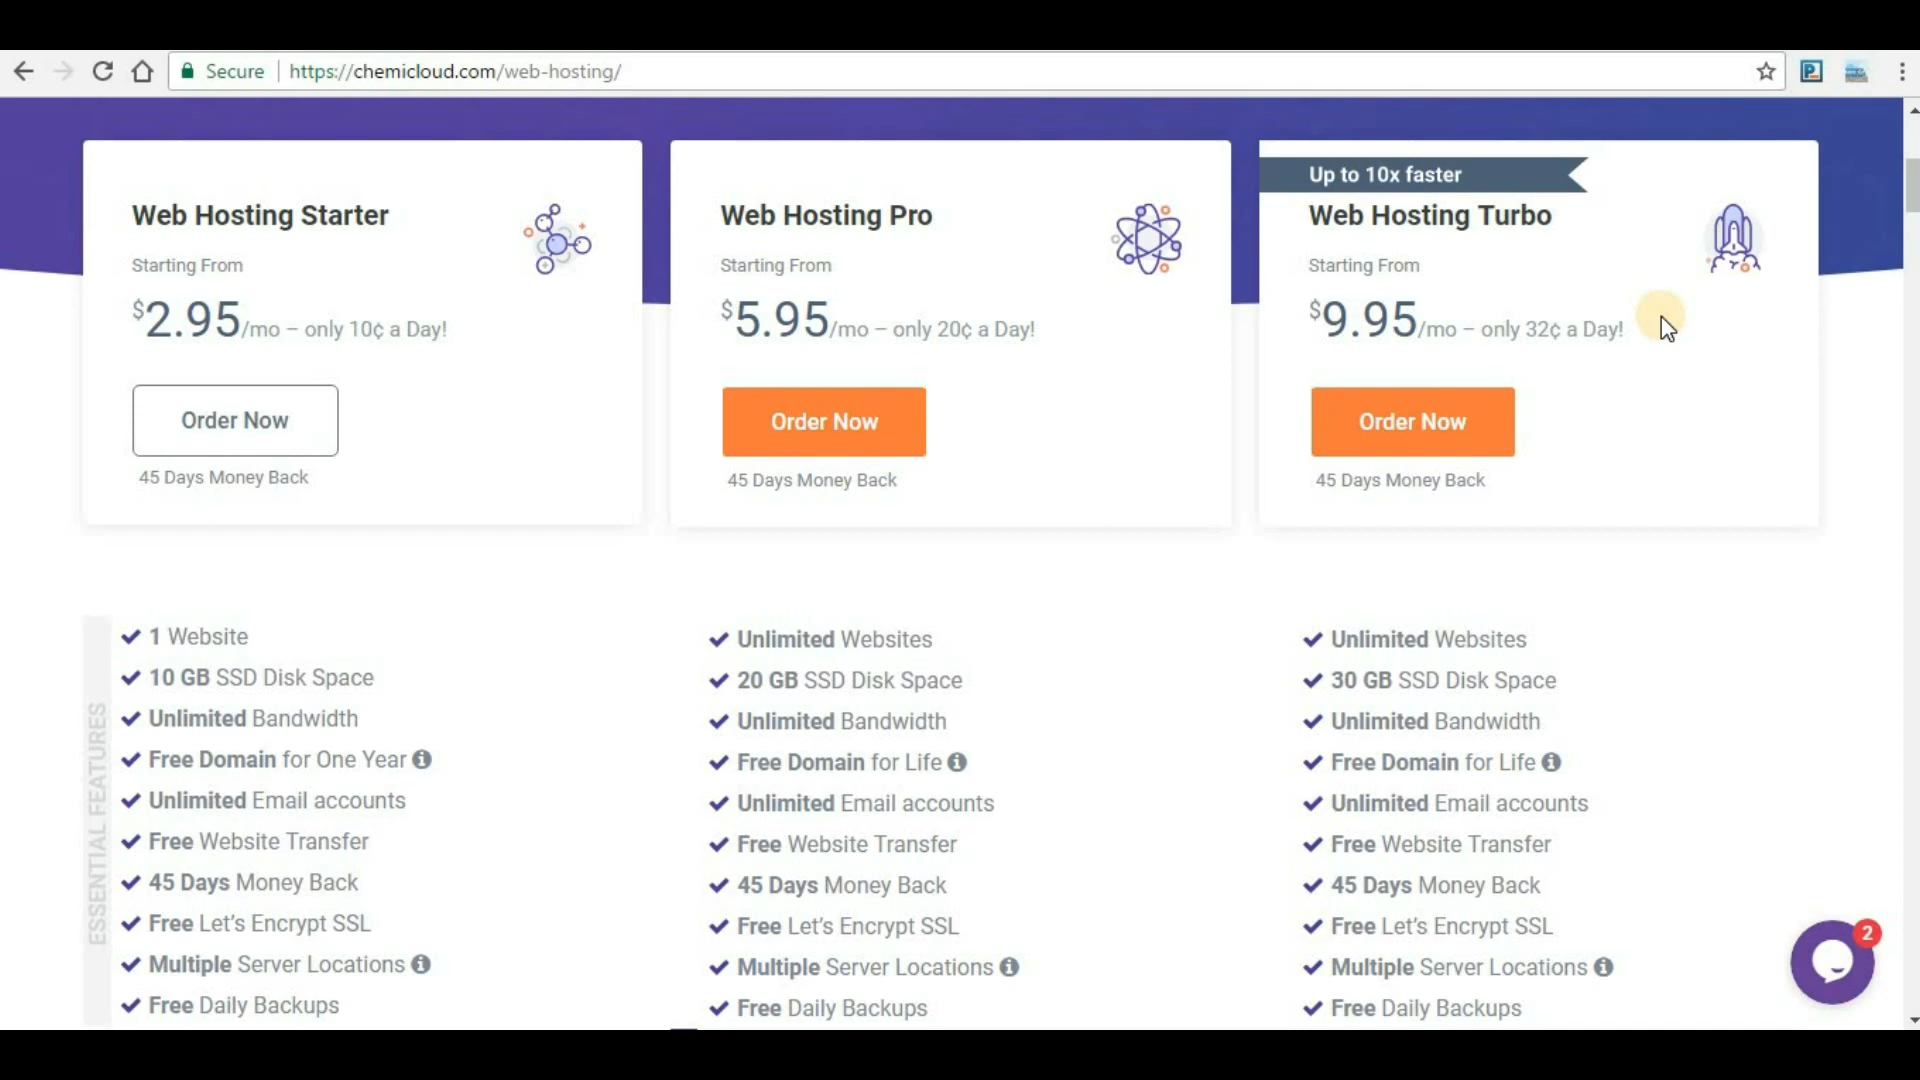 Secure https://chemicloud.com/web-hosting/
Web Hosting Starter
Starting From
$2.95/mo – only 10¢ a Day!
Order Now
45 Days Money Back
Web Hosting Pro
Starting From
$5.95/mo – only 20¢ a Day!
Order Now
45 Days Money Back
Up to 10x faster
Web Hosting Turbo
Starting From
$9.95/mo – only 32¢ a Day!
Order Now
45 Days Money Back
ESSENTIAL FEATURES
1 Website
10 GB SSD Disk Space
Unlimited Bandwidth
Free Domain for One Year
Unlimited Email accounts
Free Website Transfer
45 Days Money Back
Free Let's Encrypt SSL
Multiple Server Locations
Free Daily Backups
Unlimited Websites
20 GB SSD Disk Space
Unlimited Bandwidth
Free Domain for Life
Unlimited Email accounts
Free Website Transfer
45 Days Money Back
Free Let's Encrypt SSL
Multiple Server Locations
Free Daily Backups
Unlimited Websites
30 GB SSD Disk Space
Unlimited Bandwidth
Free Domain for Life
Unlimited Email accounts
Free Website Transfer
45 Days Money Back
Free Let's Encrypt SSL
Multiple Server Locations
Free Daily Backups
2